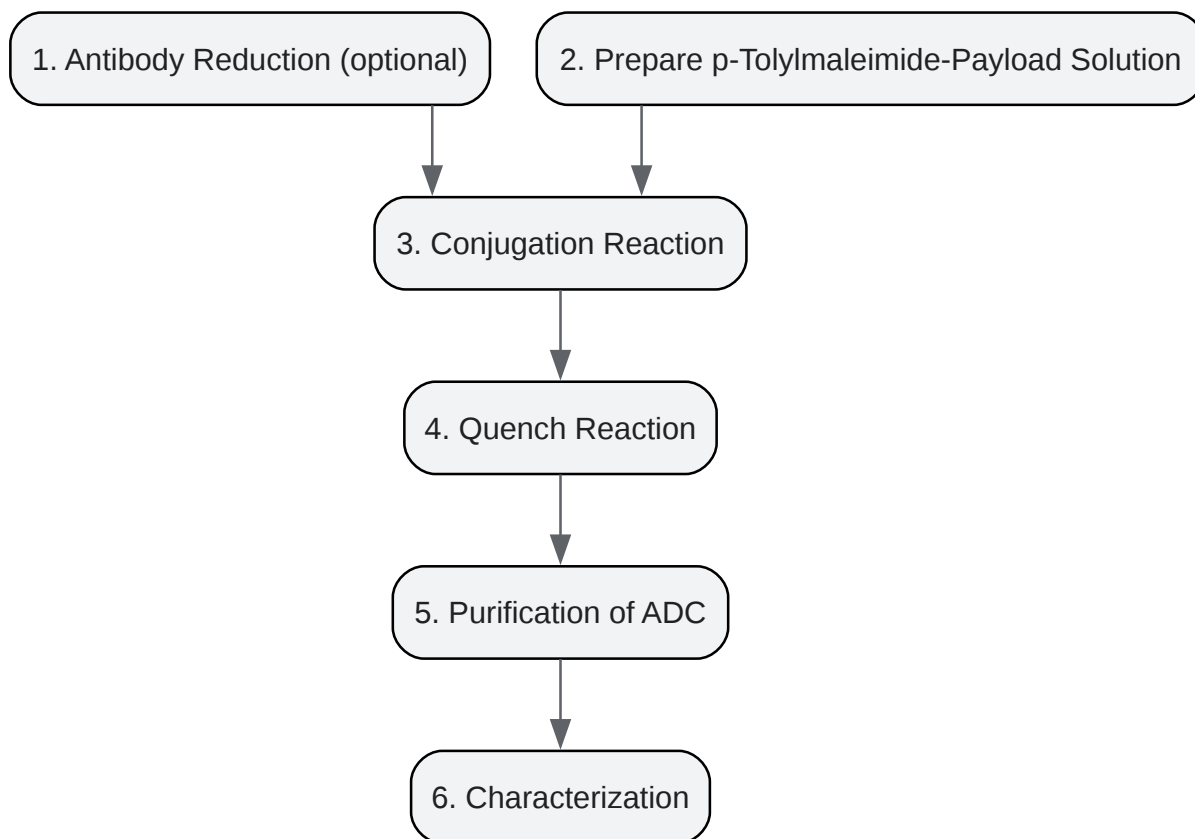 1. Antibody Reduction (optional)
2. Prepare p-Tolylmaleimide-Payload Solution
3. Conjugation Reaction
4. Quench Reaction
5. Purification of ADC
6. Characterization